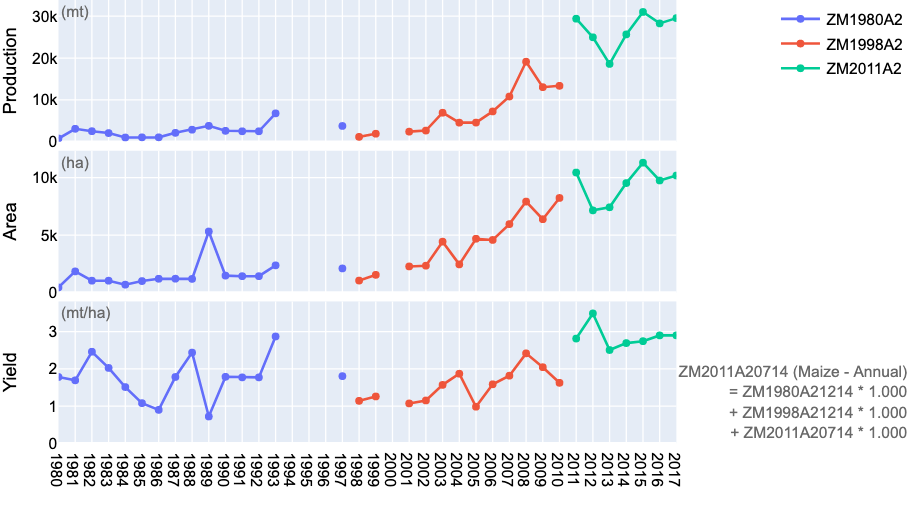 (mt)
Production
30k
20k
10k
0
ZM1980A2
ZM1998A2
ZM2011A2
(ha)
Area
10k
5k
0
(mt/ha)
Yield
3
2
1
0
ZM2011A20714 (Maize - Annual)
= ZM1980A21214 * 1.000
+ ZM1998A21214 * 1.000
+ ZM2011A20714 * 1.000
1980
1981
1982
1983
1984
1985
1986
1987
1988
1989
1990
1991
1992
1993
1994
1995
1996
1997
1998
1999
2000
2001
2002
2003
2004
2005
2006
2007
2008
2009
2010
2011
2012
2013
2014
2015
2016
2017